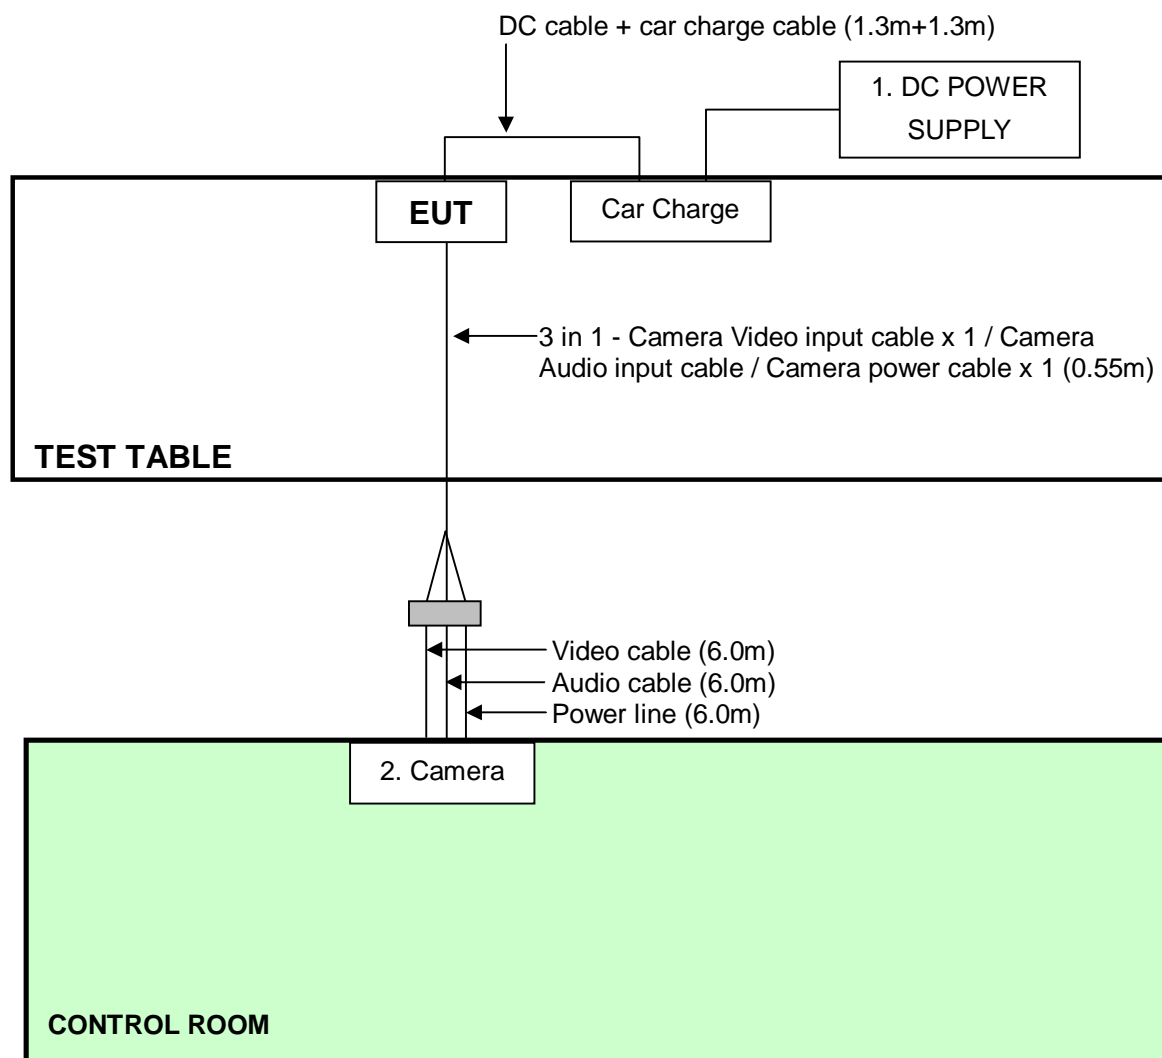 DC cable + car charge cable (1.3m+1.3m)
1. DC POWER
SUPPLY
EUT
Car Charge
3 in 1 - Camera Video input cable x 1 / Camera
Audio input cable / Camera power cable x 1 (0.55m)
TEST TABLE
Video cable (6.0m)
Audio cable (6.0m)
Power line (6.0m)
2. Camera
CONTROL ROOM